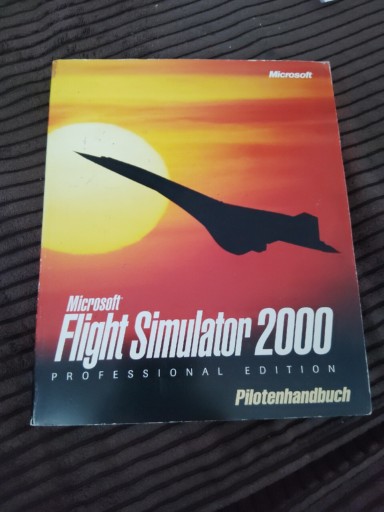 Microsoft
Microsoft
Flight Simulator 2000
PROFESSIONAL EDITION
Pilotenhandbuch